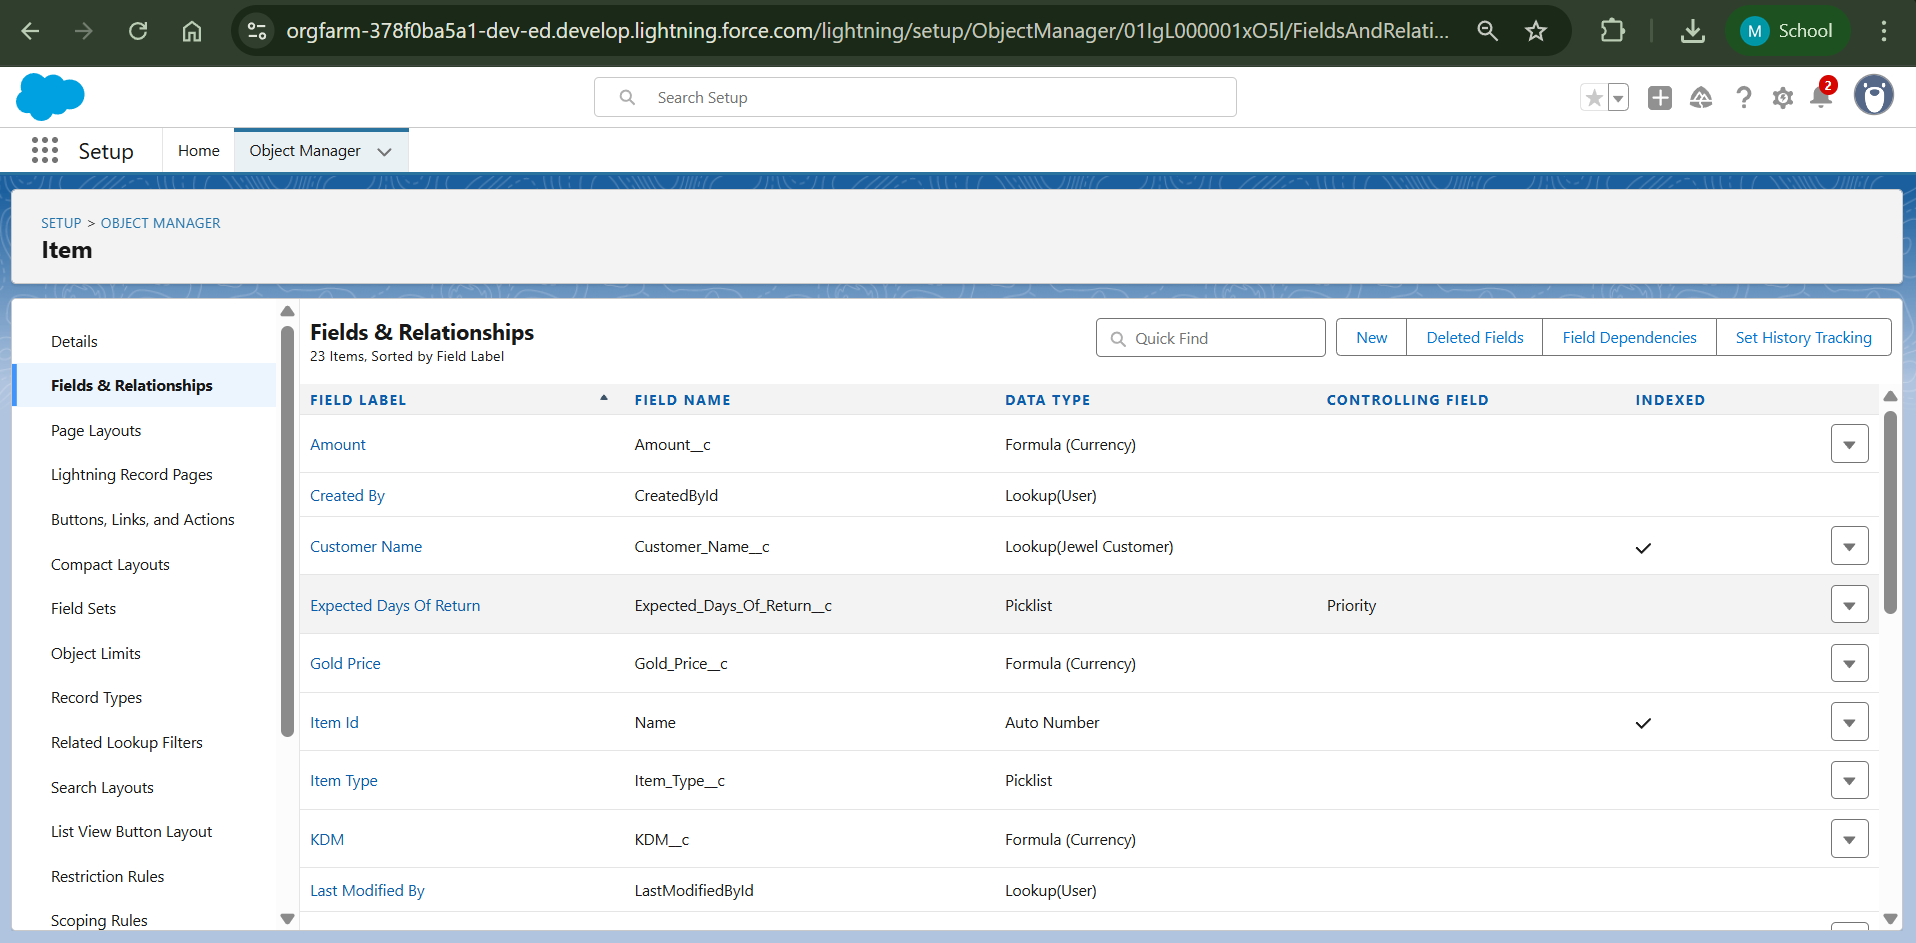 orgfarm-378f0ba5a1-dev-ed.develop.lightning.force.com/lightning/setup/ObjectManager/01IgL000001xO5l/FieldsAndRelati...
M School
Search Setup
2
Setup Home Object Manager
SETUP > OBJECT MANAGER
Item
Details
Fields & Relationships
Page Layouts
Lightning Record Pages
Buttons, Links, and Actions
Compact Layouts
Field Sets
Object Limits
Record Types
Related Lookup Filters
Search Layouts
List View Button Layout
Restriction Rules
Scoping Rules
Fields & Relationships
23 Items, Sorted by Field Label
Quick Find New Deleted Fields Field Dependencies Set History Tracking
FIELD LABEL FIELD NAME DATA TYPE CONTROLLING FIELD INDEXED
Amount Amount__c Formula (Currency)
Created By CreatedById Lookup(User)
Customer Name Customer_Name__c Lookup(Jewel Customer)
Expected Days Of Return Expected_Days_Of_Return__c Picklist Priority
Gold Price Gold_Price__c Formula (Currency)
Item Id Name Auto Number
Item Type Item_Type__c Picklist
KDM KDM__c Formula (Currency)
Last Modified By LastModifiedById Lookup(User)